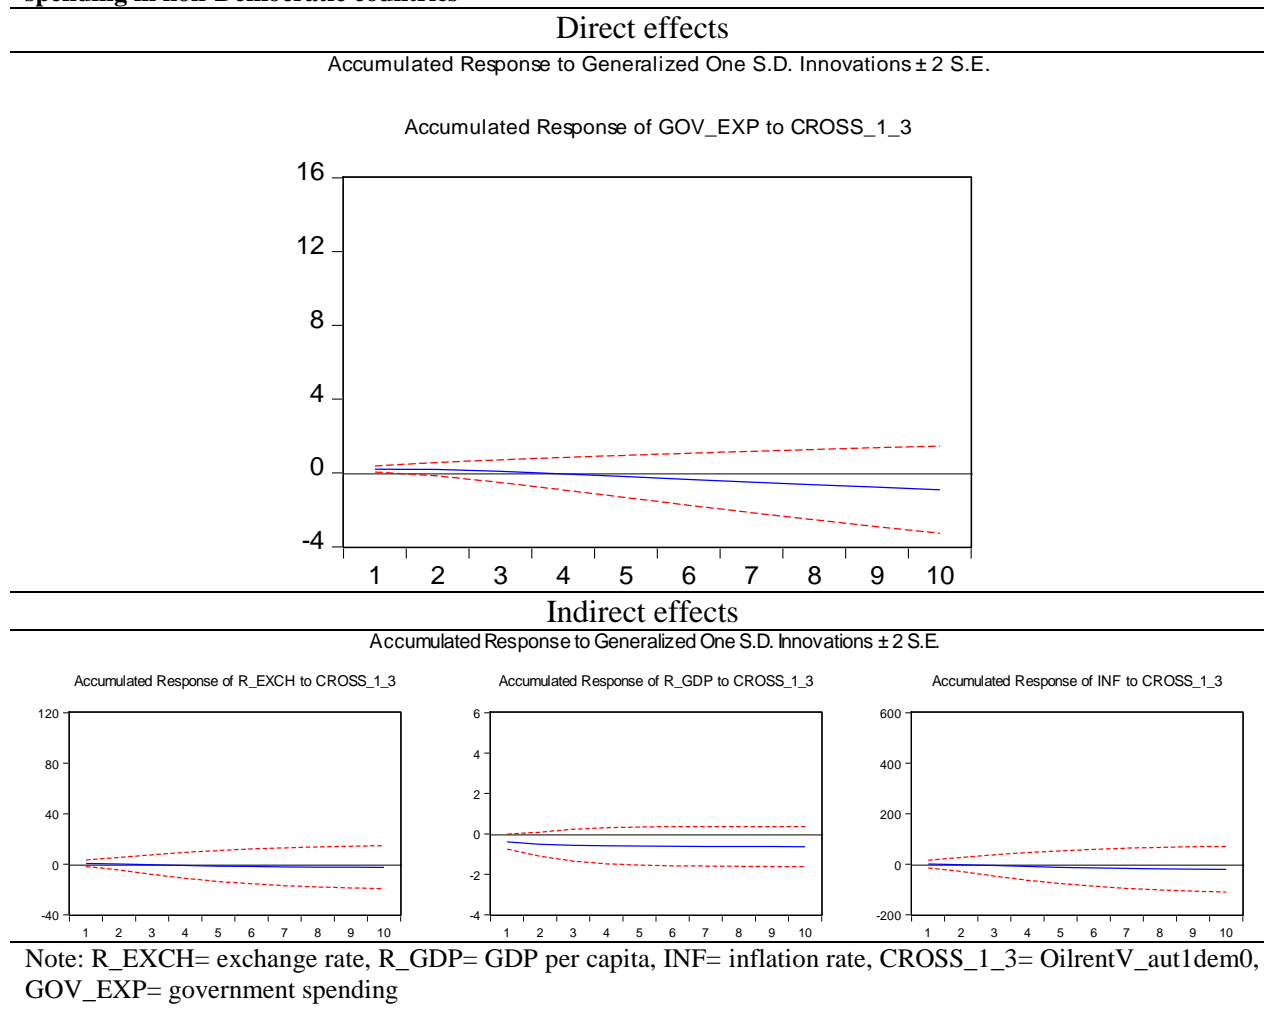 spending in non-Democratic countries
Direct effects
Accumulated Response to Generalized One S.D. Innovations ± 2 S.E.
Accumulated Response of GOV_EXP to CROSS_1_3
16
12
8
4
0
-4
1 2 3 4 5 6 7 8 9 10
Indirect effects
Accumulated Response to Generalized One S.D. Innovations ± 2 S.E.
Accumulated Response of R_EXCH to CROSS_1_3
120
80
40
0
-40
1 2 3 4 5 6 7 8 9 10
Accumulated Response of R_GDP to CROSS_1_3
6
4
2
0
-2
-4
1 2 3 4 5 6 7 8 9 10
Accumulated Response of INF to CROSS_1_3
600
400
200
0
-200
1 2 3 4 5 6 7 8 9 10
Note: R_EXCH= exchange rate, R_GDP= GDP per capita, INF= inflation rate, CROSS_1_3= OilrentV_aut1dem0,
GOV_EXP= government spending